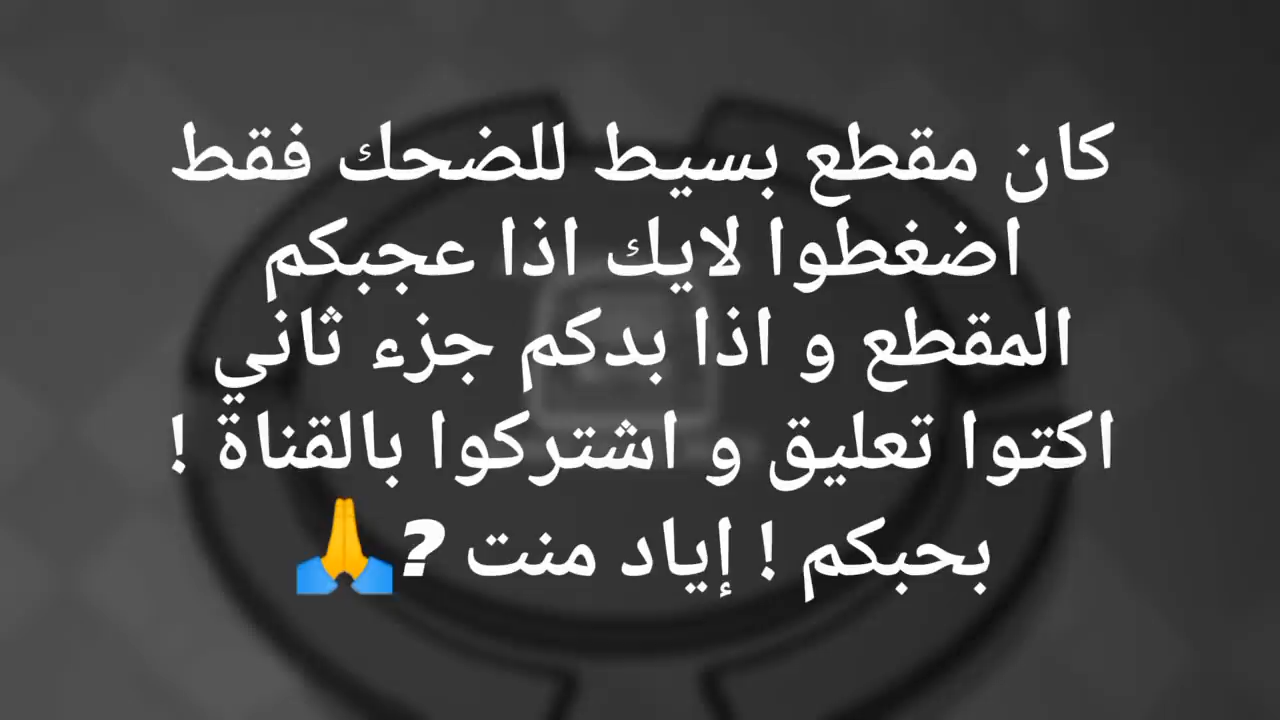 كان مقطع بسيط للضحك فقط
اضغطوا لايك اذا عجبكم
المقطع و اذا بدكم جزء ثاني
اكتوا تعليق و اشتركوا بالقناة !
بحبكم ! إياد منت ?🙏